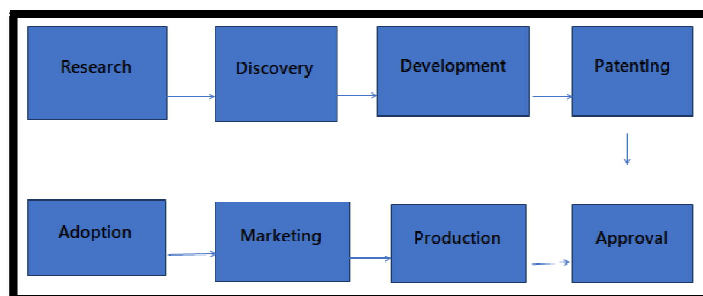 Research
Discovery
Development
Patenting
Adoption
Marketing
Production
Approval